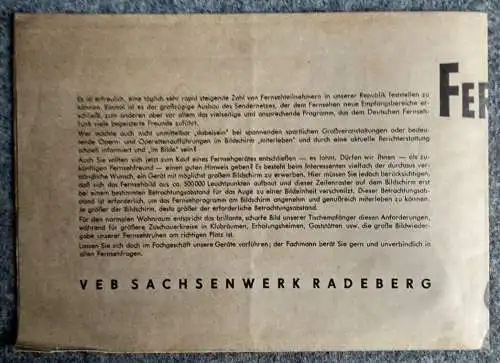 Es ist erfreulich, eine täglich sehr rapid steigende Zahl von Fernsehteilnehmern in unserer Republik feststellen zu
können. Einmal ist es der großzügige Ausbau des Sendernetzes, der dem Fernsehen neue Empfangsbereiche er-
schließt, zum anderen aber vor allem das vielseitige und ansprechende Programm, das dem Deutschen Fernseh-
funk viele begeisterte Freunde zuführt.
Wer möchte auch nicht unmittelbar „dabeisein" bei spannenden sportlichen Großveranstaltungen oder bedeu-
tende Opern- und Operettenaufführungen im Bildschirm „miterleben" und durch eine aktuelle Berichterstattung
schnell informiert und „im Bilde" sein?
Auch Sie wollten sich jetzt zum Kauf eines Fernsehgerätes entschließen – es lohnt. Dürfen wir Ihnen – als zu-
künftigen Fernsehfreund – einen guten Hinweis geben? Es besteht beim Interessenten vielfach der durchaus ver-
ständliche Wunsch, ein Gerät mit möglichst großem Bildschirm zu erwerben. Hier müssen Sie jedoch berücksichtigen,
daß sich das Fernsehbild aus ca. 500000 Leuchtpunkten aufbaut und dieser Zeilenraster auf dem Bildschirm erst
bei einem bestimmten Betrachtungsabstand für das Auge zu einer Bildeinheit verschmilzt. Dieser Betrachtungsab-
stand ist erforderlich, um das Fernsehprogramm am Bildschirm angenehm und genußreich miterleben zu können.
Je größer der Bildschirm, desto größer der erforderliche Betrachtungsabstand.
Für den normalen Wohnraum entspricht das brillante, scharfe Bild unserer Tischempfänger diesen Anforderungen,
während für größere Zuschauerkreise in Klubräumen, Erholungsheimen, Gaststätten usw. die große Bildwieder-
gabe unserer Fernsehtruhen am richtigen Platz ist.
Lassen Sie sich doch im Fachgeschäft unsere Geräte vorführen; der Fachmann berät Sie gern und unverbindlich in
allen Fernsehfragen.
VEB SACHSENWERK RADEBERG
FER